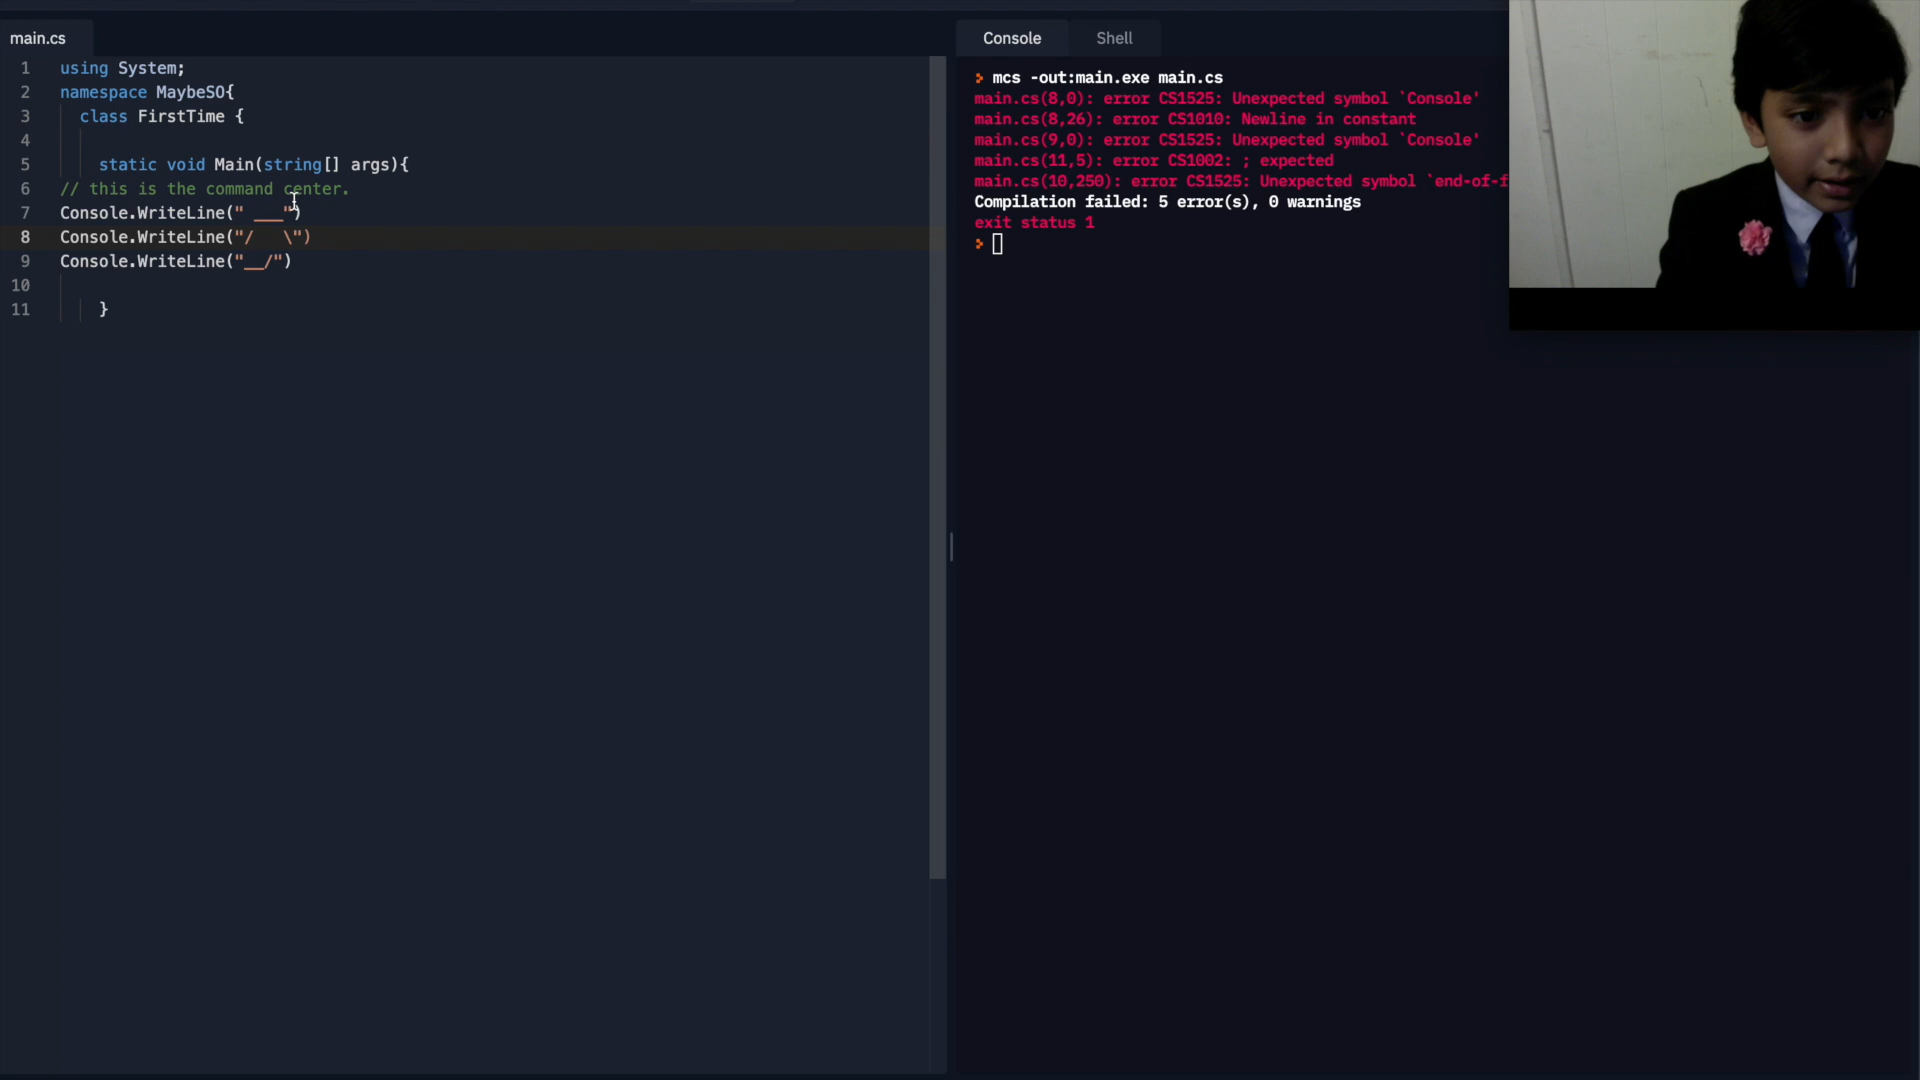 main.cs
1 using System;
2 namespace MaybeSO{
3 class FirstTime {
4
5 static void Main(string[] args){
6 // this is the command center.
7 Console.WriteLine(" ___")
8 Console.WriteLine("/   \")
9 Console.WriteLine("__/")
10
11 }
Console Shell
> mcs -out:main.exe main.cs
main.cs(8,0): error CS1525: Unexpected symbol `Console'
main.cs(8,26): error CS1010: Newline in constant
main.cs(9,0): error CS1525: Unexpected symbol `Console'
main.cs(11,5): error CS1002: ; expected
main.cs(10,250): error CS1525: Unexpected symbol `end-of-f
Compilation failed: 5 error(s), 0 warnings
exit status 1
>